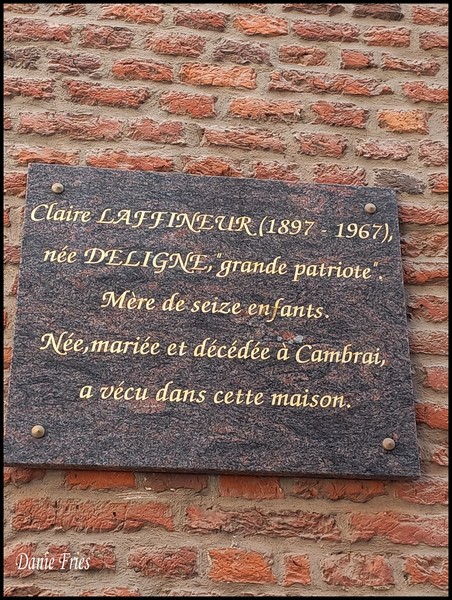 Claire LAFFINEUR (1897 - 1967),
née DELIGNE, "grande patriote".
Mère de seize enfants.
Née, mariée et décédée à Cambrai,
a vécu dans cette maison.
Danïe Fries